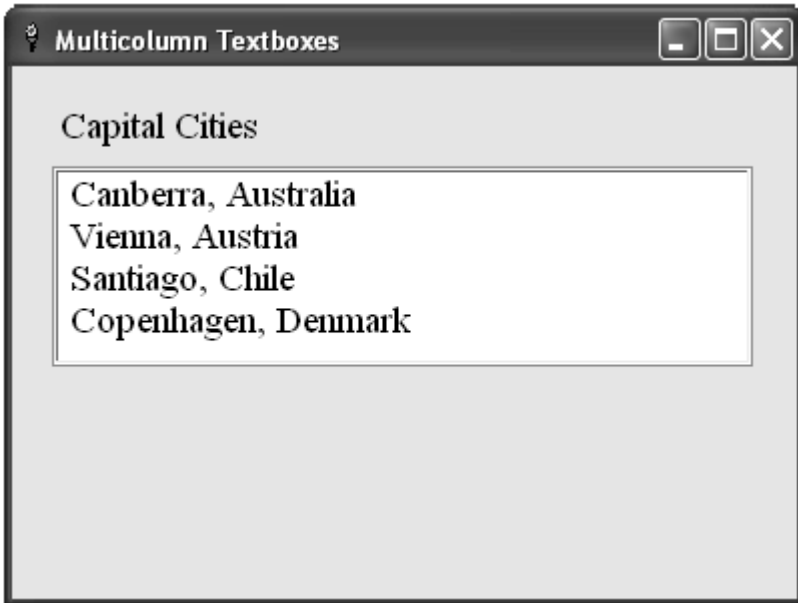 Multicolumn Textboxes
Capital Cities
Canberra, Australia
Vienna, Austria
Santiago, Chile
Copenhagen, Denmark